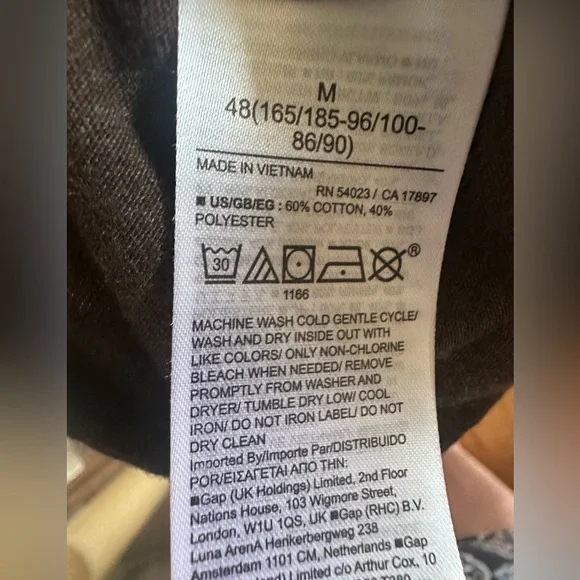 M
48(165/185-96/100-
86/90)
MADE IN VIETNAM
RN 54023 / CA 17897
■ US/GB/EG : 60% COTTON, 40%
POLYESTER
30
®
1166
MACHINE WASH COLD GENTLE CYCLE/
WASH AND DRY INSIDE OUT WITH
LIKE COLORS/ ONLY NON-CHLORINE
BLEACH WHEN NEEDED/ REMOVE
PROMPTLY FROM WASHER AND
DRYER/ TUMBLE DRY LOW/ COOL
IRON/ DO NOT IRON LABEL/ DO NOT
DRY CLEAN
Imported By/Importe Par/DISTRIBUIDO
POR/ΕΙΣΑΓΕΤΑΙ ΑΠΟ ΤΗΝ:
■Gap (UK Holdings) Limited, 2nd Floor
Nations House, 103 Wigmore Street,
London, W1U 1QS, UK ■Gap (RHC) B.V.
Luna ArenA Herikerbergweg 238
Amsterdam 1101 CM, Netherlands ■Gap
Limited c/o Arthur Cox, 10